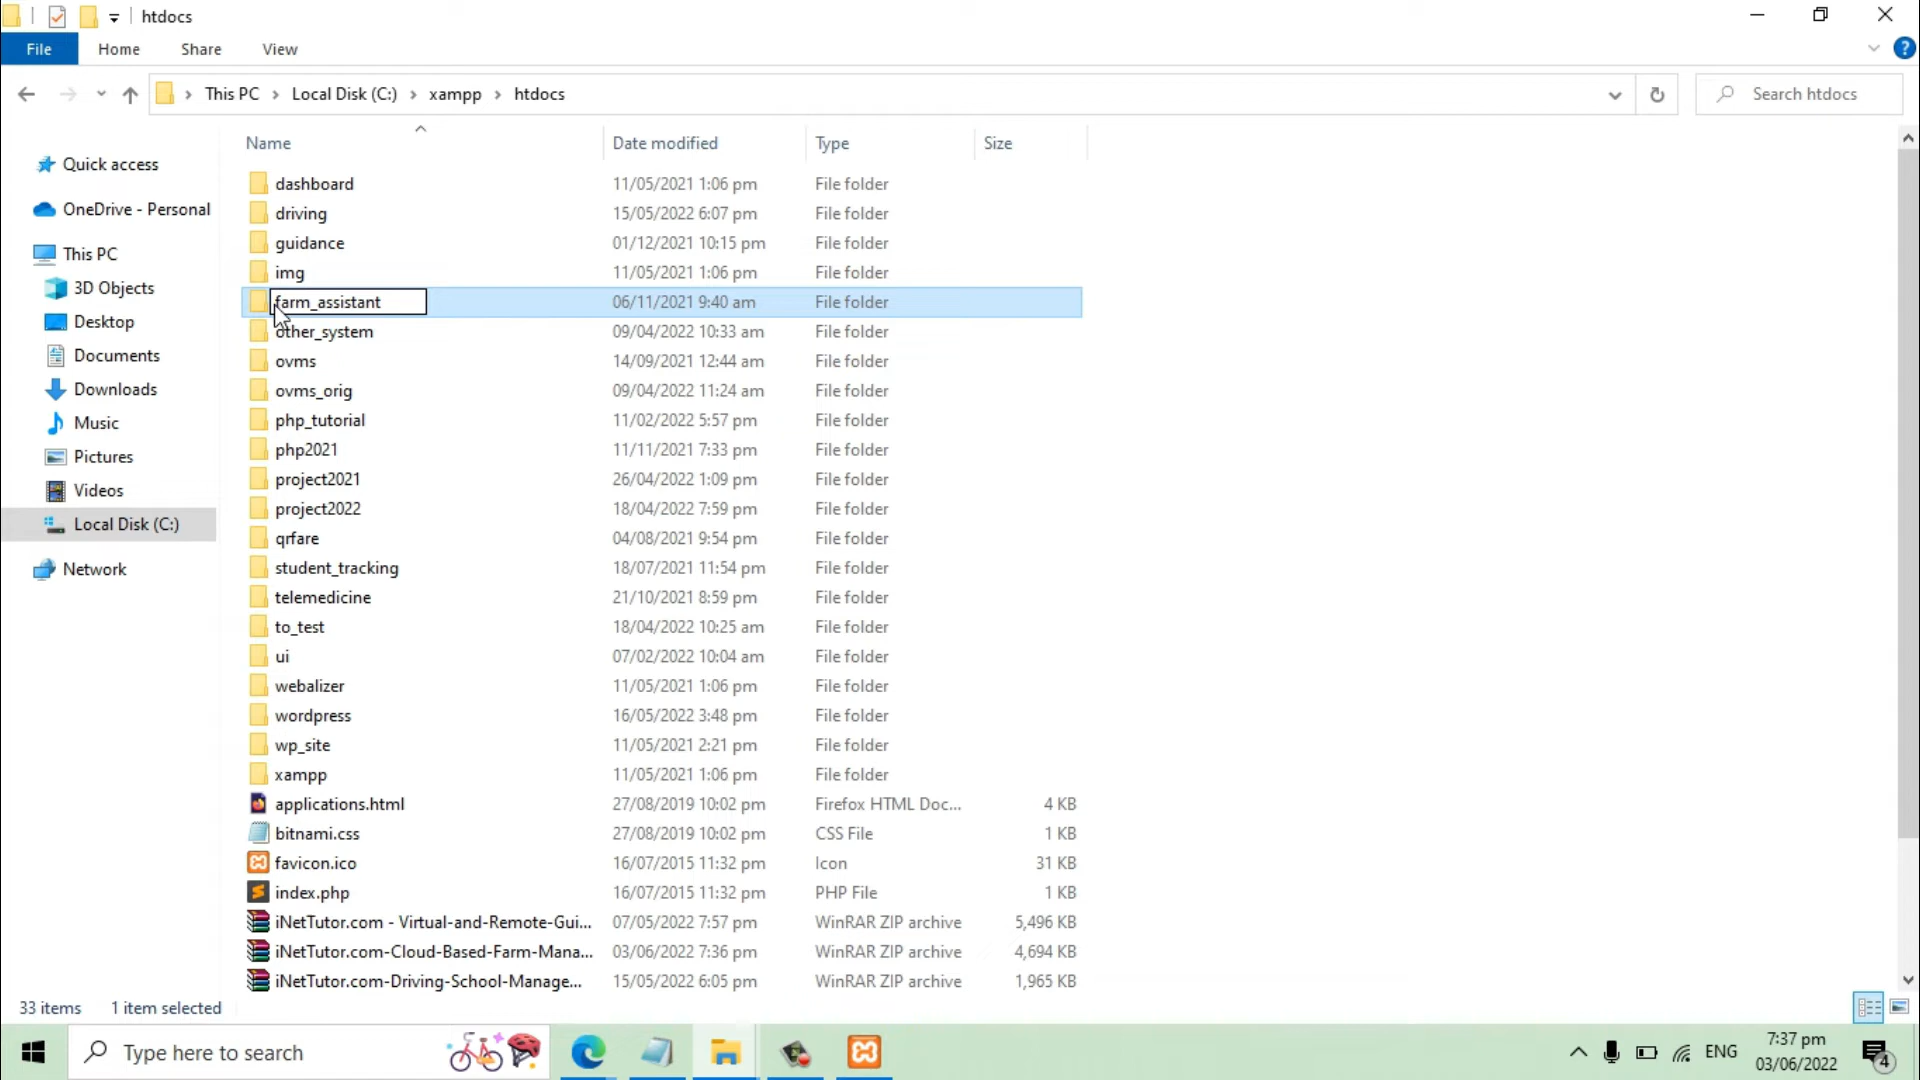 htdocs
File Home Share View
This PC Local Disk (C:) xampp htdocs Search htdocs
Name Date modified Type Size
Quick access
OneDrive - Personal
This PC
3D Objects
Desktop
Documents
Downloads
Music
Pictures
Videos
Local Disk (C:)
Network
dashboard 11/05/2021 1:06 pm File folder
driving 15/05/2022 6:07 pm File folder
guidance 01/12/2021 10:15 pm File folder
img 11/05/2021 1:06 pm File folder
farm_assistant 06/11/2021 9:40 am File folder
other_system 09/04/2022 10:33 am File folder
ovms 14/09/2021 12:44 am File folder
ovms_orig 09/04/2022 11:24 am File folder
php_tutorial 11/02/2022 5:57 pm File folder
php2021 11/11/2021 7:33 pm File folder
project2021 26/04/2022 1:09 pm File folder
project2022 18/04/2022 7:59 pm File folder
qrfare 04/08/2021 9:54 pm File folder
student_tracking 18/07/2021 11:54 pm File folder
telemedicine 21/10/2021 8:59 pm File folder
to_test 18/04/2022 10:25 am File folder
ui 07/02/2022 10:04 am File folder
webalizer 11/05/2021 1:06 pm File folder
wordpress 16/05/2022 3:48 pm File folder
wp_site 11/05/2021 2:21 pm File folder
xampp 11/05/2021 1:06 pm File folder
applications.html 27/08/2019 10:02 pm Firefox HTML Doc... 4 KB
bitnami.css 27/08/2019 10:02 pm CSS File 1 KB
favicon.ico 16/07/2015 11:32 pm Icon 31 KB
index.php 16/07/2015 11:32 pm PHP File 1 KB
iNetTutor.com - Virtual-and-Remote-Gui... 07/05/2022 7:57 pm WinRAR ZIP archive 5,496 KB
iNetTutor.com-Cloud-Based-Farm-Mana... 03/06/2022 7:36 pm WinRAR ZIP archive 4,694 KB
iNetTutor.com-Driving-School-Manage... 15/05/2022 6:05 pm WinRAR ZIP archive 1,965 KB
33 items 1 item selected
Type here to search
ENG
7:37 pm
03/06/2022
4